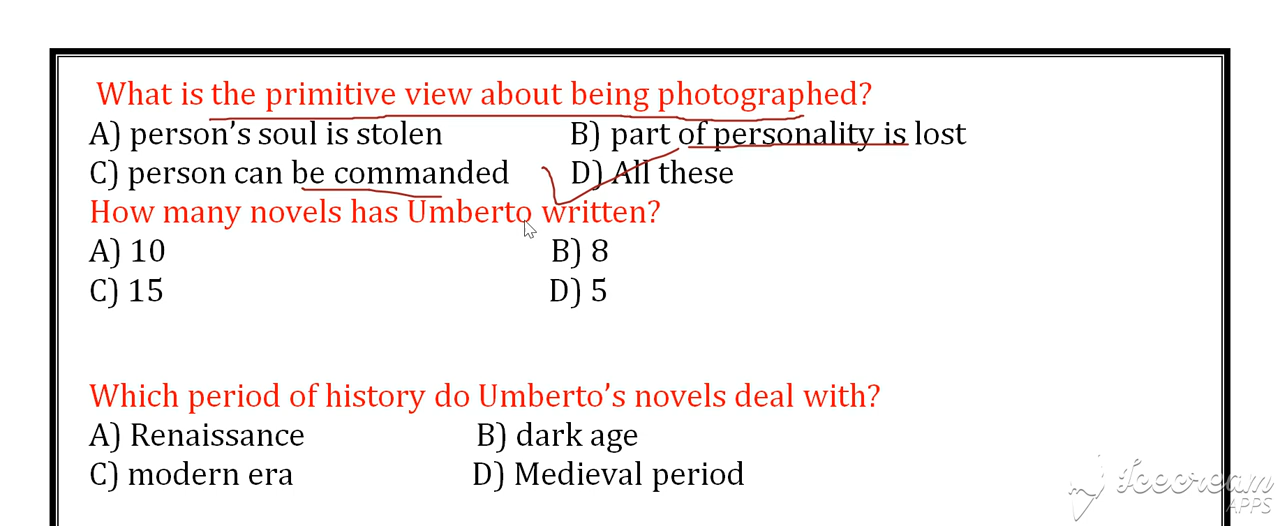 What is the primitive view about being photographed?
A) person's soul is stolen B) part of personality is lost
C) person can be commanded D) All these
How many novels has Umberto written?
A) 10 B) 8
C) 15 D) 5
Which period of history do Umberto's novels deal with?
A) Renaissance B) dark age
C) modern era D) Medieval period
Icecream
APPS